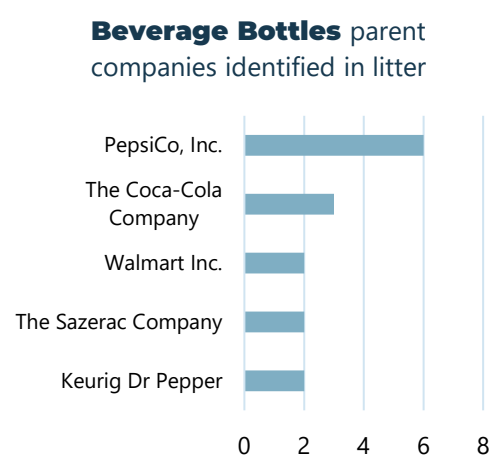 Beverage Bottles parent
companies identified in litter
PepsiCo, Inc.
The Coca-Cola
Company
Walmart Inc.
The Sazerac Company
Keurig Dr Pepper
0 2 4 6 8